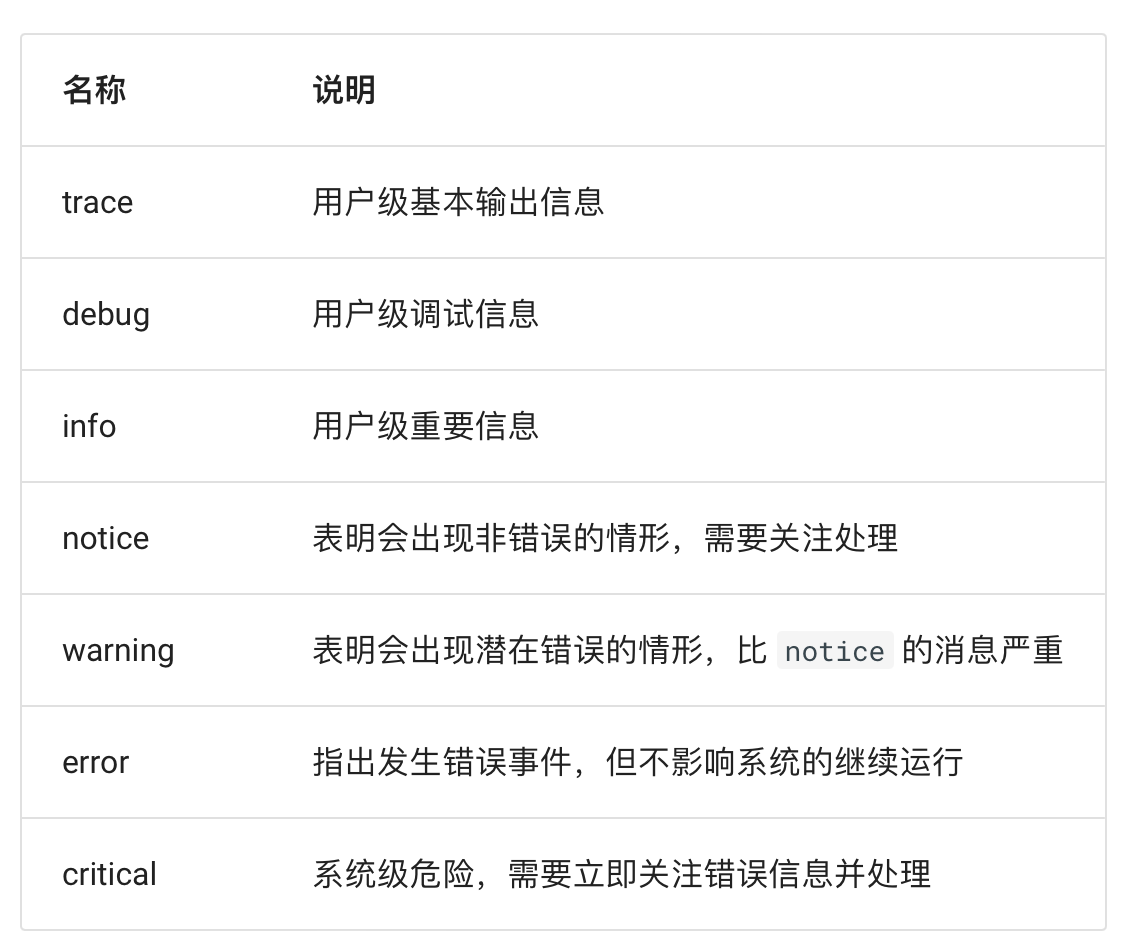 名称 说明
trace 用户级基本输出信息
debug 用户级调试信息
info 用户级重要信息
notice 表明会出现非错误的情形，需要关注处理
warning 表明会出现潜在错误的情形，比 notice 的消息严重
error 指出发生错误事件，但不影响系统的继续运行
critical 系统级危险，需要立即关注错误信息并处理